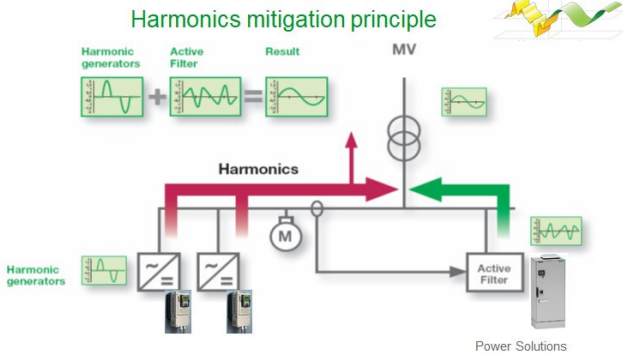 Harmonics mitigation principle
Harmonic
generators
Active
Filter
Result
MV
Harmonics
M
Harmonic
generators
Active
Filter
Power Solutions